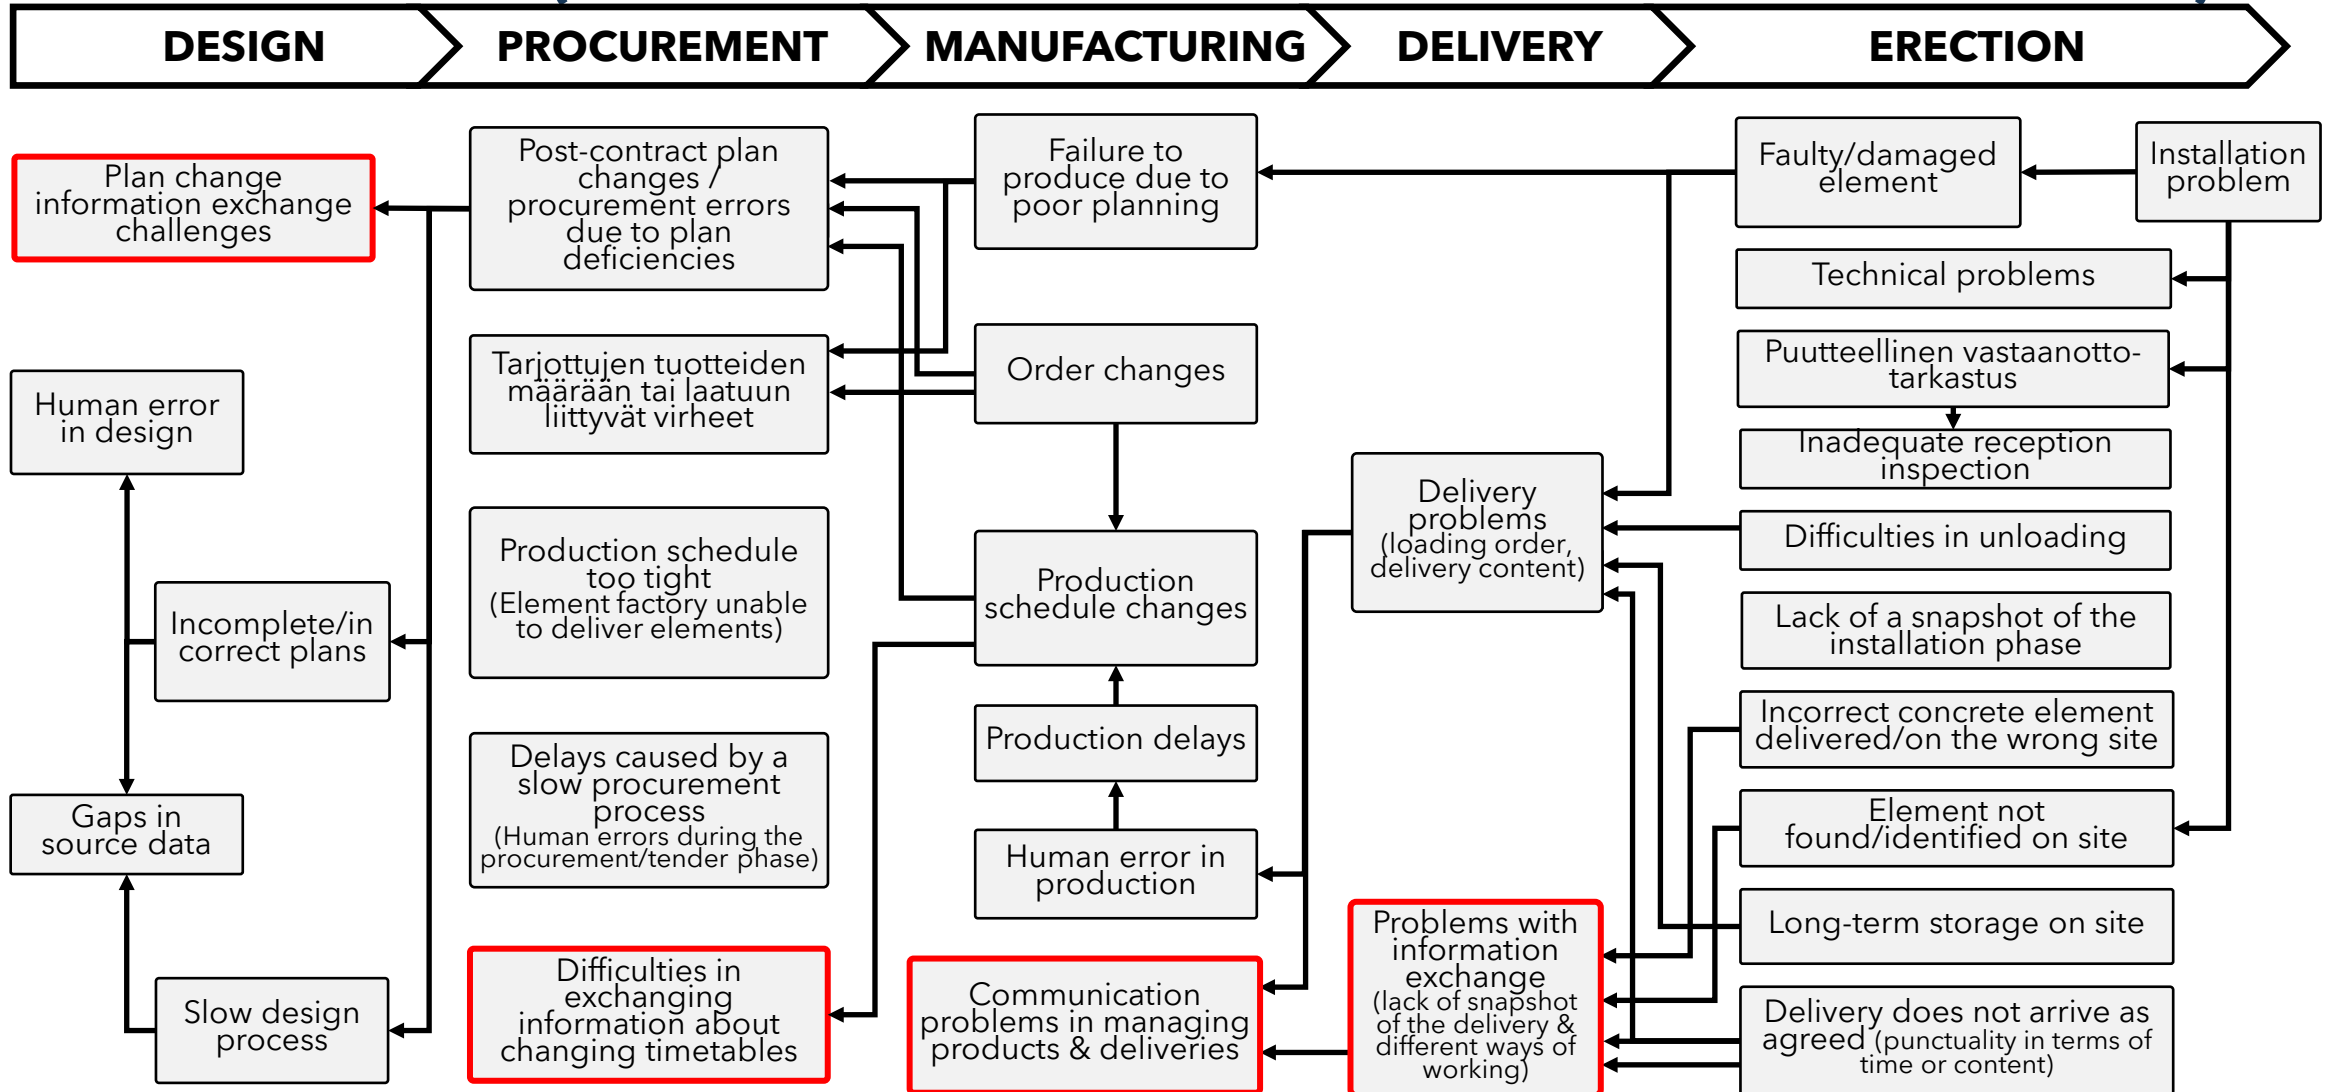 DESIGN
PROCUREMENT
MANUFACTURING
DELIVERY
ERECTION
Plan change
information exchange
challenges
Human error
in design
Incomplete/in
correct plans
Gaps in
source data
Slow design
process
Post-contract plan
changes /
procurement errors
due to plan
deficiencies
Tarjottujen tuotteiden
määrään tai laatuun
liittyvät virheet
Production schedule
too tight
(Element factory unable
to deliver elements)
Delays caused by a
slow procurement
process
(Human errors during the
procurement/tender phase)
Difficulties in
exchanging
information about
changing timetables
Failure to
produce due to
poor planning
Order changes
Production
schedule changes
Production delays
Human error in
production
Communication
problems in managing
products & deliveries
Delivery
problems
(loading order,
delivery content)
Problems with
information
exchange
(lack of snapshot
of the delivery &
different ways of
working)
Faulty/damaged
element
Installation
problem
Technical problems
Puutteellinen vastaanotto-
tarkastus
Inadequate reception
inspection
Difficulties in unloading
Lack of a snapshot of the
installation phase
Incorrect concrete element
delivered/on the wrong site
Element not
found/identified on site
Long-term storage on site
Delivery does not arrive as
agreed (punctuality in terms of
time or content)